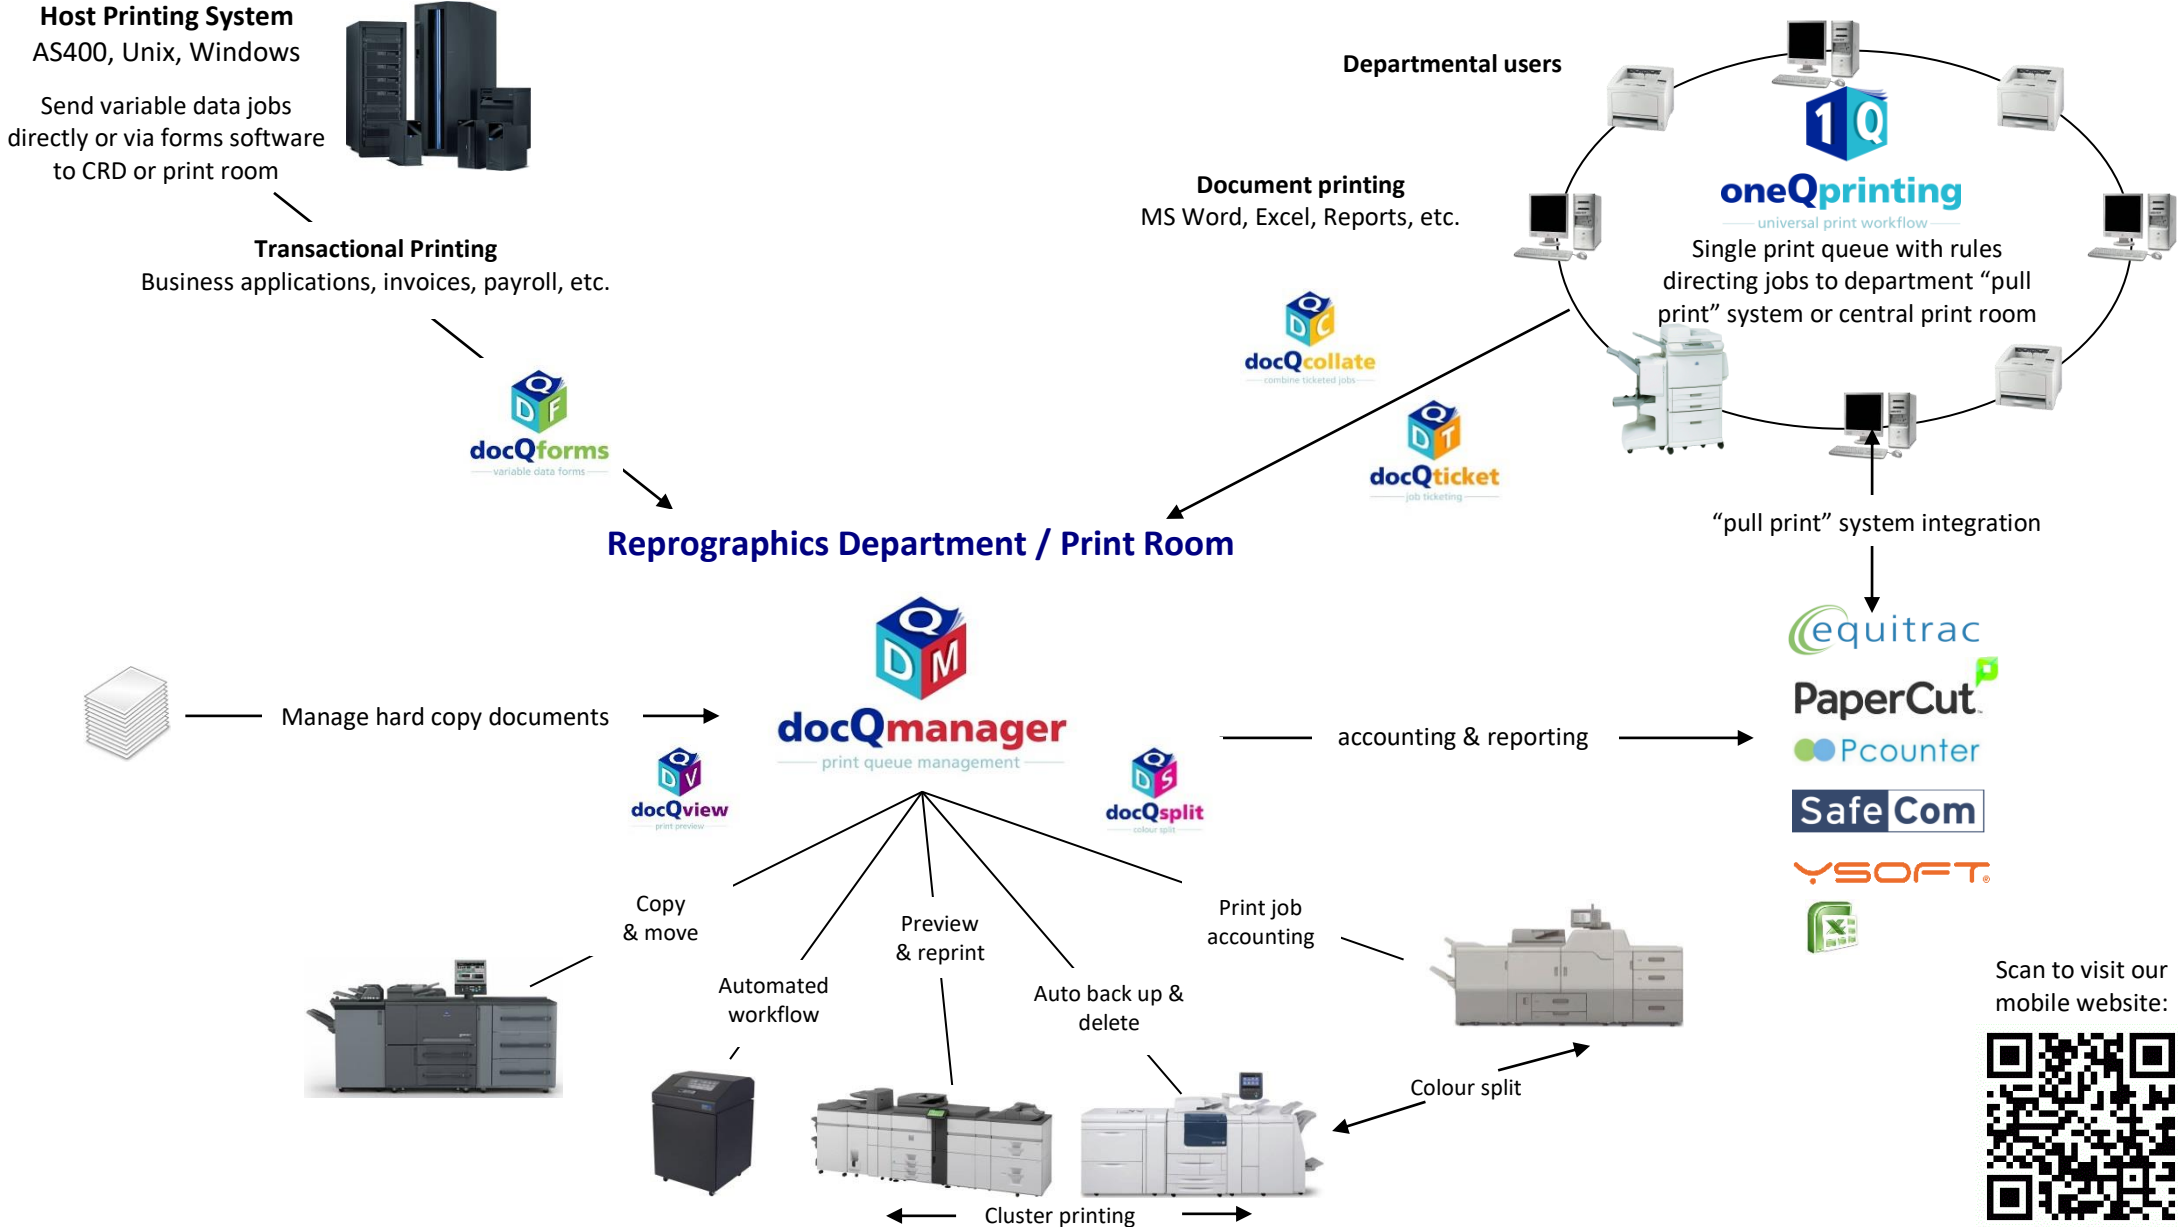 Host Printing System
AS400, Unix, Windows
Send variable data jobs
directly or via forms software
to CRD or print room
Transactional Printing
Business applications, invoices, payroll, etc.
Q
D F
docQforms
variable data forms
Departmental users
Document printing
MS Word, Excel, Reports, etc.
1 Q
oneQprinting
universal print workflow
Single print queue with rules
directing jobs to department “pull
print” system or central print room
Q
D C
docQcollate
combine ticketed jobs
Q
D T
docQticket
job ticketing
“pull print” system integration
Reprographics Department / Print Room
Q
D M
docQmanager
print queue management
Manage hard copy documents
Q
D V
docQview
print preview
Q
D S
docQsplit
colour split
accounting & reporting
equitrac
PaperCut
Pcounter
Safe Com
YSOFT®
X
Copy
& move
Automated
workflow
Preview
& reprint
Auto back up &
delete
Print job
accounting
Colour split
Cluster printing
Scan to visit our
mobile website: